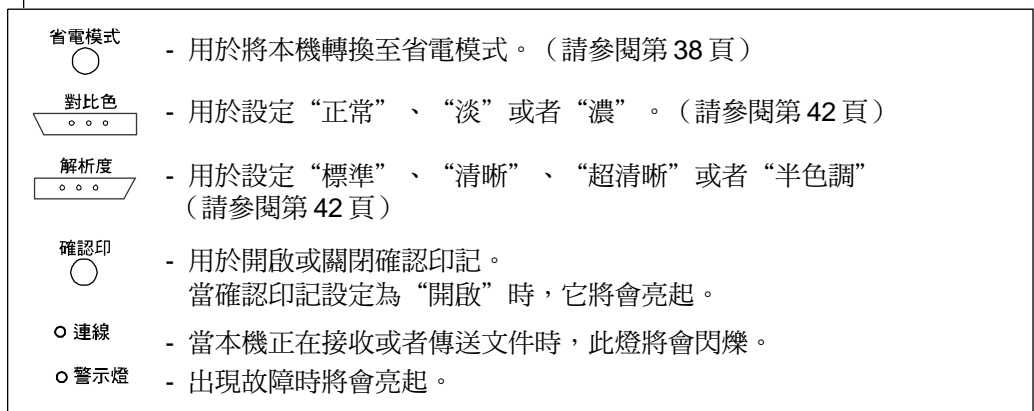 省電模式 - 用於將本機轉換至省電模式。（請參閱第 38 頁）
對比色 - 用於設定“正常”、“淡”或者“濃”。（請參閱第 42 頁）
解析度 - 用於設定“標準”、“清晰”、“超清晰”或者“半色調”
（請參閱第 42 頁）
確認印 - 用於開啟或關閉確認印記。
當確認印記設定為“開啟”時，它將會亮起。
連線 - 當本機正在接收或者傳送文件時，此燈將會閃爍。
警示燈 - 出現故障時將會亮起。